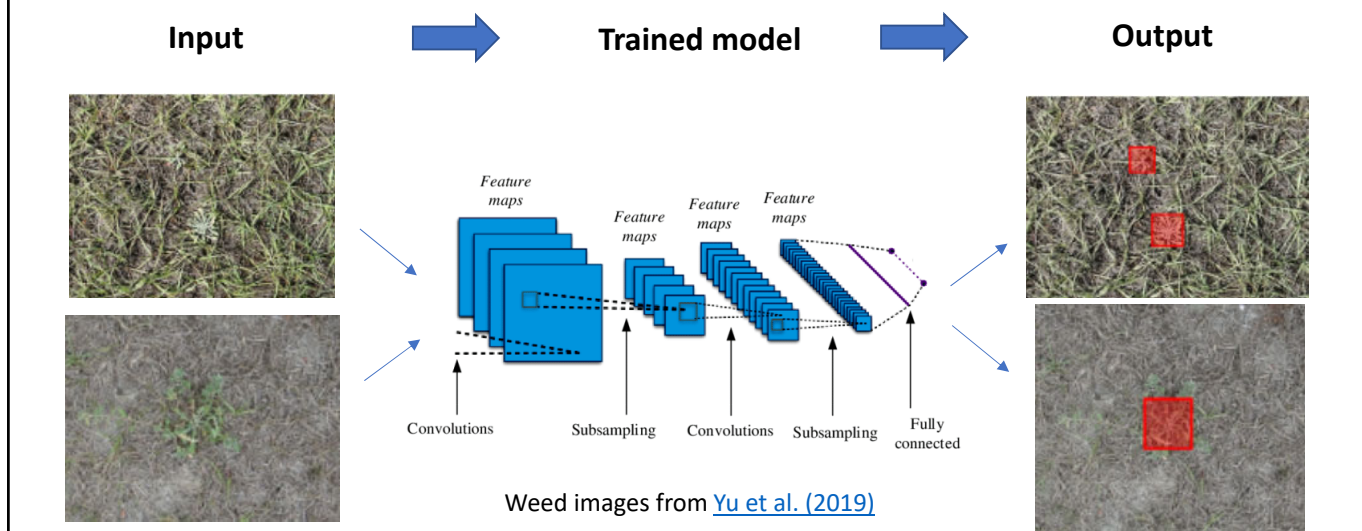 Input
Trained model
Output
Feature
maps
Feature
maps
Feature
maps
Feature
maps
Convolutions
Subsampling
Convolutions
Subsampling
Fully
connected
Weed images from Yu et al. (2019)